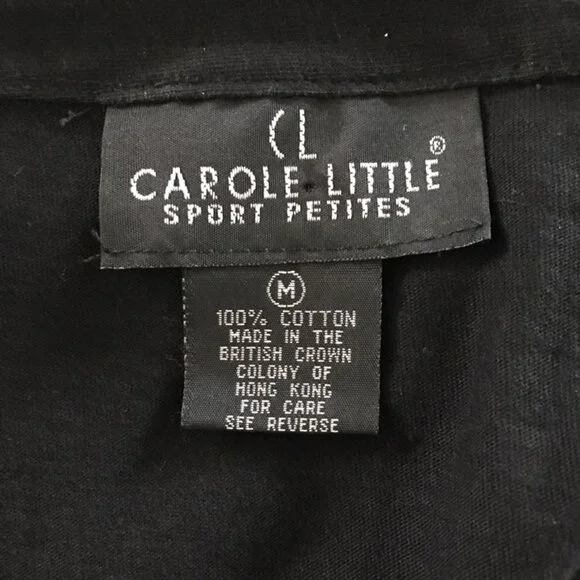 CL
CAROLE LITTLE®
SPORT PETITES
M
100% COTTON
MADE IN THE
BRITISH CROWN
COLONY OF
HONG KONG
FOR CARE
SEE REVERSE